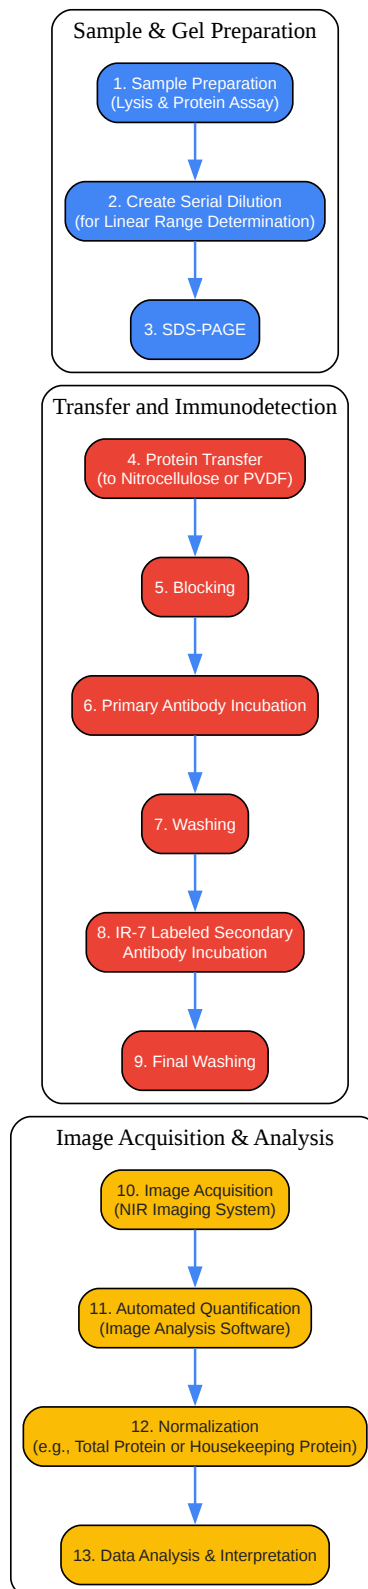 Sample & Gel Preparation
1. Sample Preparation
(Lysis & Protein Assay)
2. Create Serial Dilution
(for Linear Range Determination)
3. SDS-PAGE
Transfer and Immunodetection
4. Protein Transfer
(to Nitrocellulose or PVDF)
5. Blocking
6. Primary Antibody Incubation
7. Washing
8. IR-7 Labeled Secondary
Antibody Incubation
9. Final Washing
Image Acquisition & Analysis
10. Image Acquisition
(NIR Imaging System)
11. Automated Quantification
(Image Analysis Software)
12. Normalization
(e.g., Total Protein or Housekeeping Protein)
13. Data Analysis & Interpretation